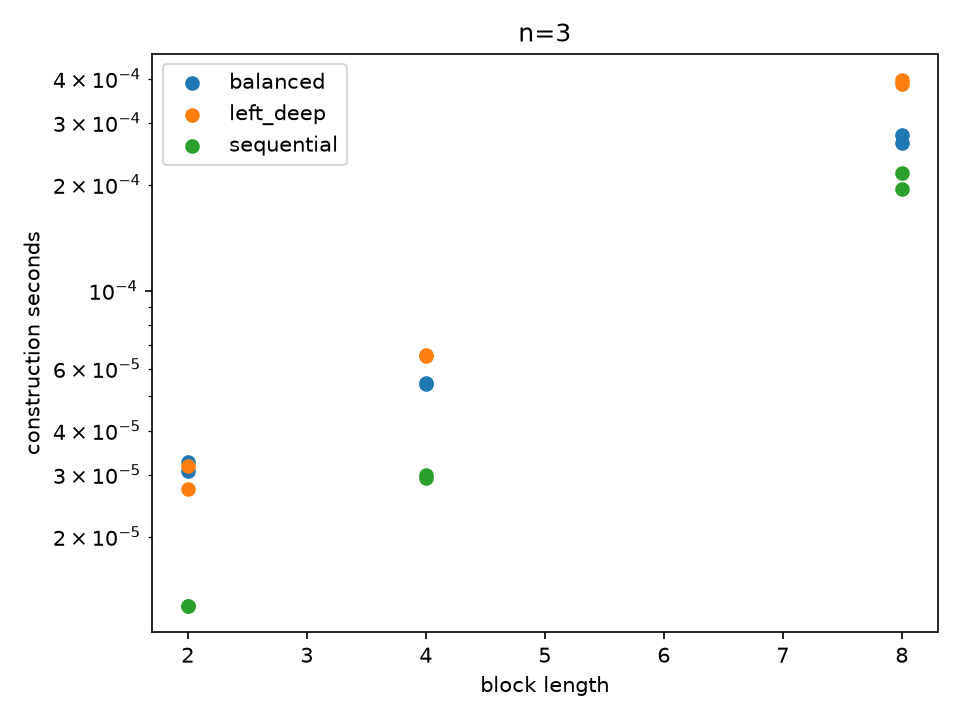 n=3
balanced
left_deep
sequential
4 × 10⁻⁴
3 × 10⁻⁴
2 × 10⁻⁴
10⁻⁴
6 × 10⁻⁵
4 × 10⁻⁵
3 × 10⁻⁵
2 × 10⁻⁵
construction seconds
2 3 4 5 6 7 8
block length